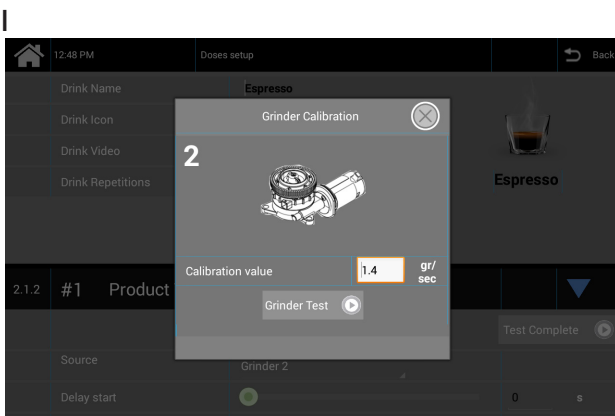 12:48 PM Doses setup Back
Drink Name Espresso
Drink Icon
Drink Video
Drink Repetitions Espresso
Grinder Calibration
2
Calibration value 1.4 gr/
sec
Grinder Test
2.1.2 #1 Product
Test Complete
Source Grinder 2
Delay start 0 s